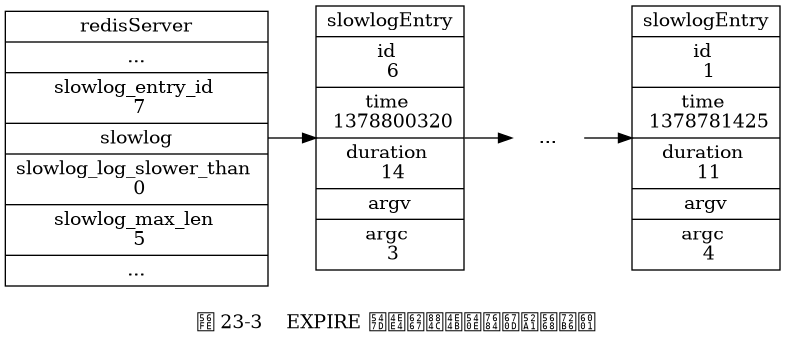 redisServer
...
slowlog_entry_id
7
slowlog
slowlog_log_slower_than
0
slowlog_max_len
5
...
slowlogEntry
id
6
time
1378800320
duration
14
argv
argc
3
...
slowlogEntry
id
1
time
1378781425
duration
11
argv
argc
4
23-3 EXPIRE